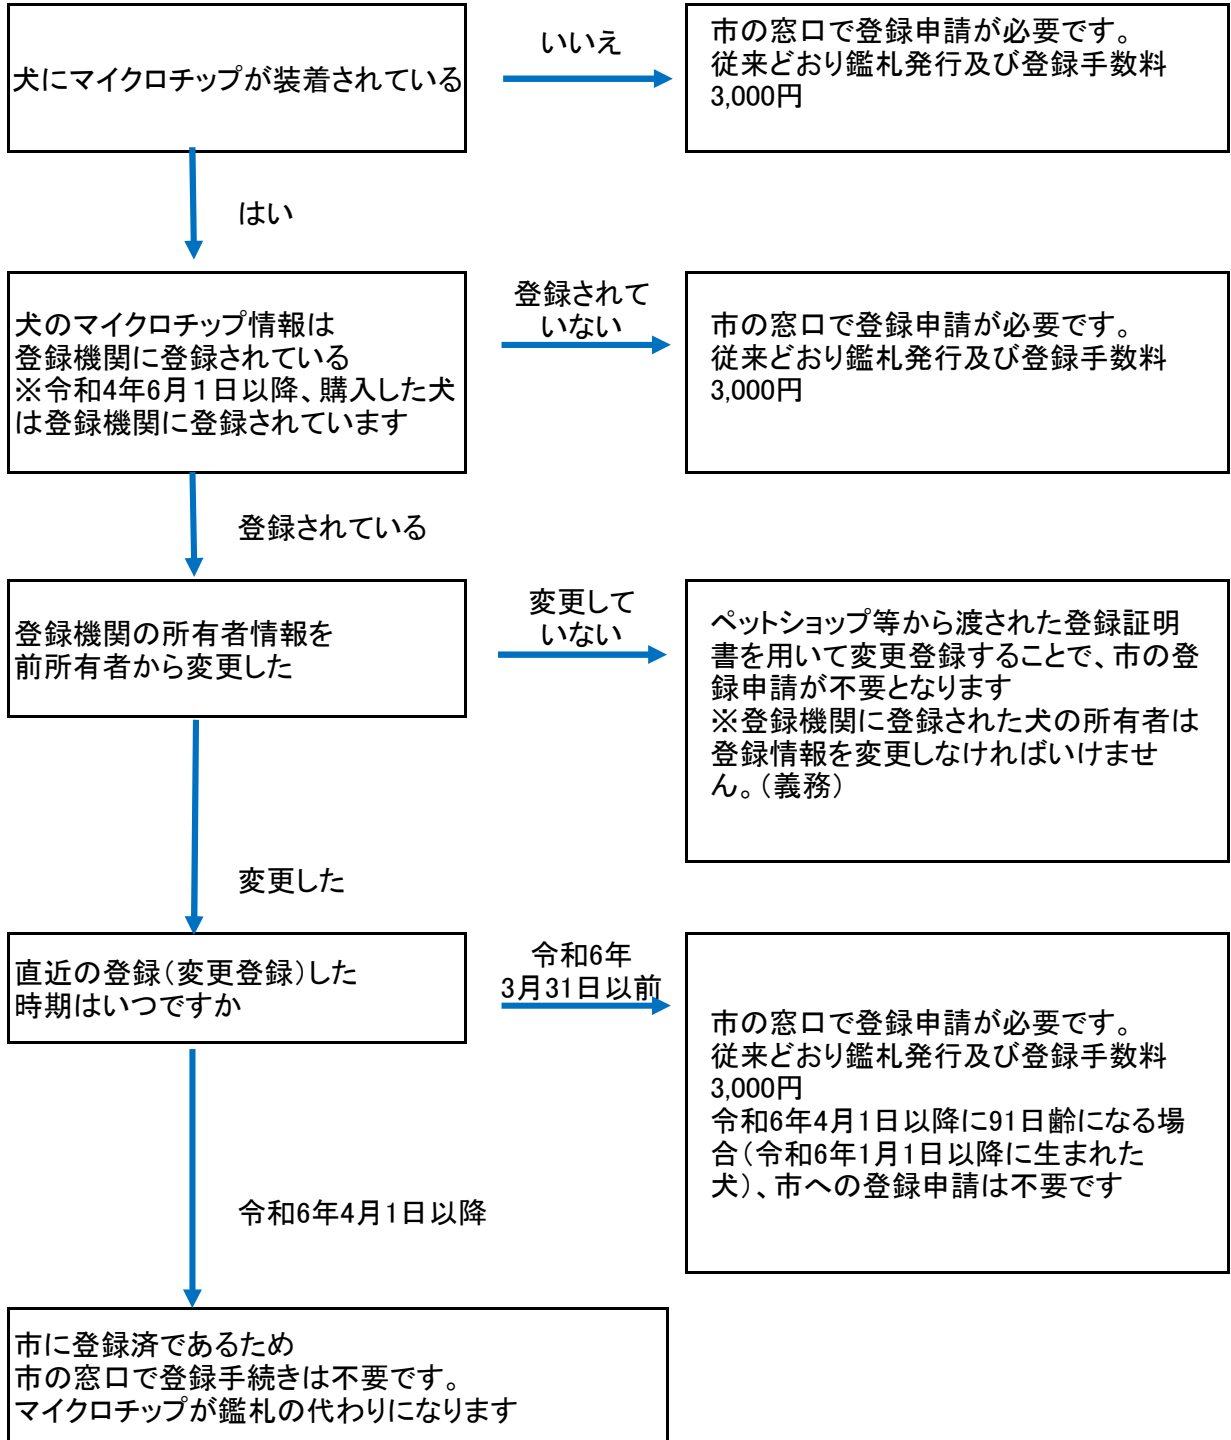 犬にマイクロチップが装着されている
いいえ
市の窓口で登録申請が必要です。
従来どおり鑑札発行及び登録手数料
3,000円
はい
犬のマイクロチップ情報は
登録機関に登録されている
※令和4年6月１日以降、購入した犬
は登録機関に登録されています
登録されて
いない
市の窓口で登録申請が必要です。
従来どおり鑑札発行及び登録手数料
3,000円
登録されている
登録機関の所有者情報を
前所有者から変更した
変更して
いない
ペットショップ等から渡された登録証明
書を用いて変更登録することで、市の登
録申請が不要となります
※登録機関に登録された犬の所有者は
登録情報を変更しなければいけませ
ん。（義務）
変更した
直近の登録（変更登録）した
時期はいつですか
令和6年
3月31日以前
市の窓口で登録申請が必要です。
従来どおり鑑札発行及び登録手数料
3,000円
令和6年4月1日以降に91日齢になる場
合（令和6年1月1日以降に生まれた
犬）、市への登録申請は不要です
令和6年4月1日以降
市に登録済であるため
市の窓口で登録手続きは不要です。
マイクロチップが鑑札の代わりになります